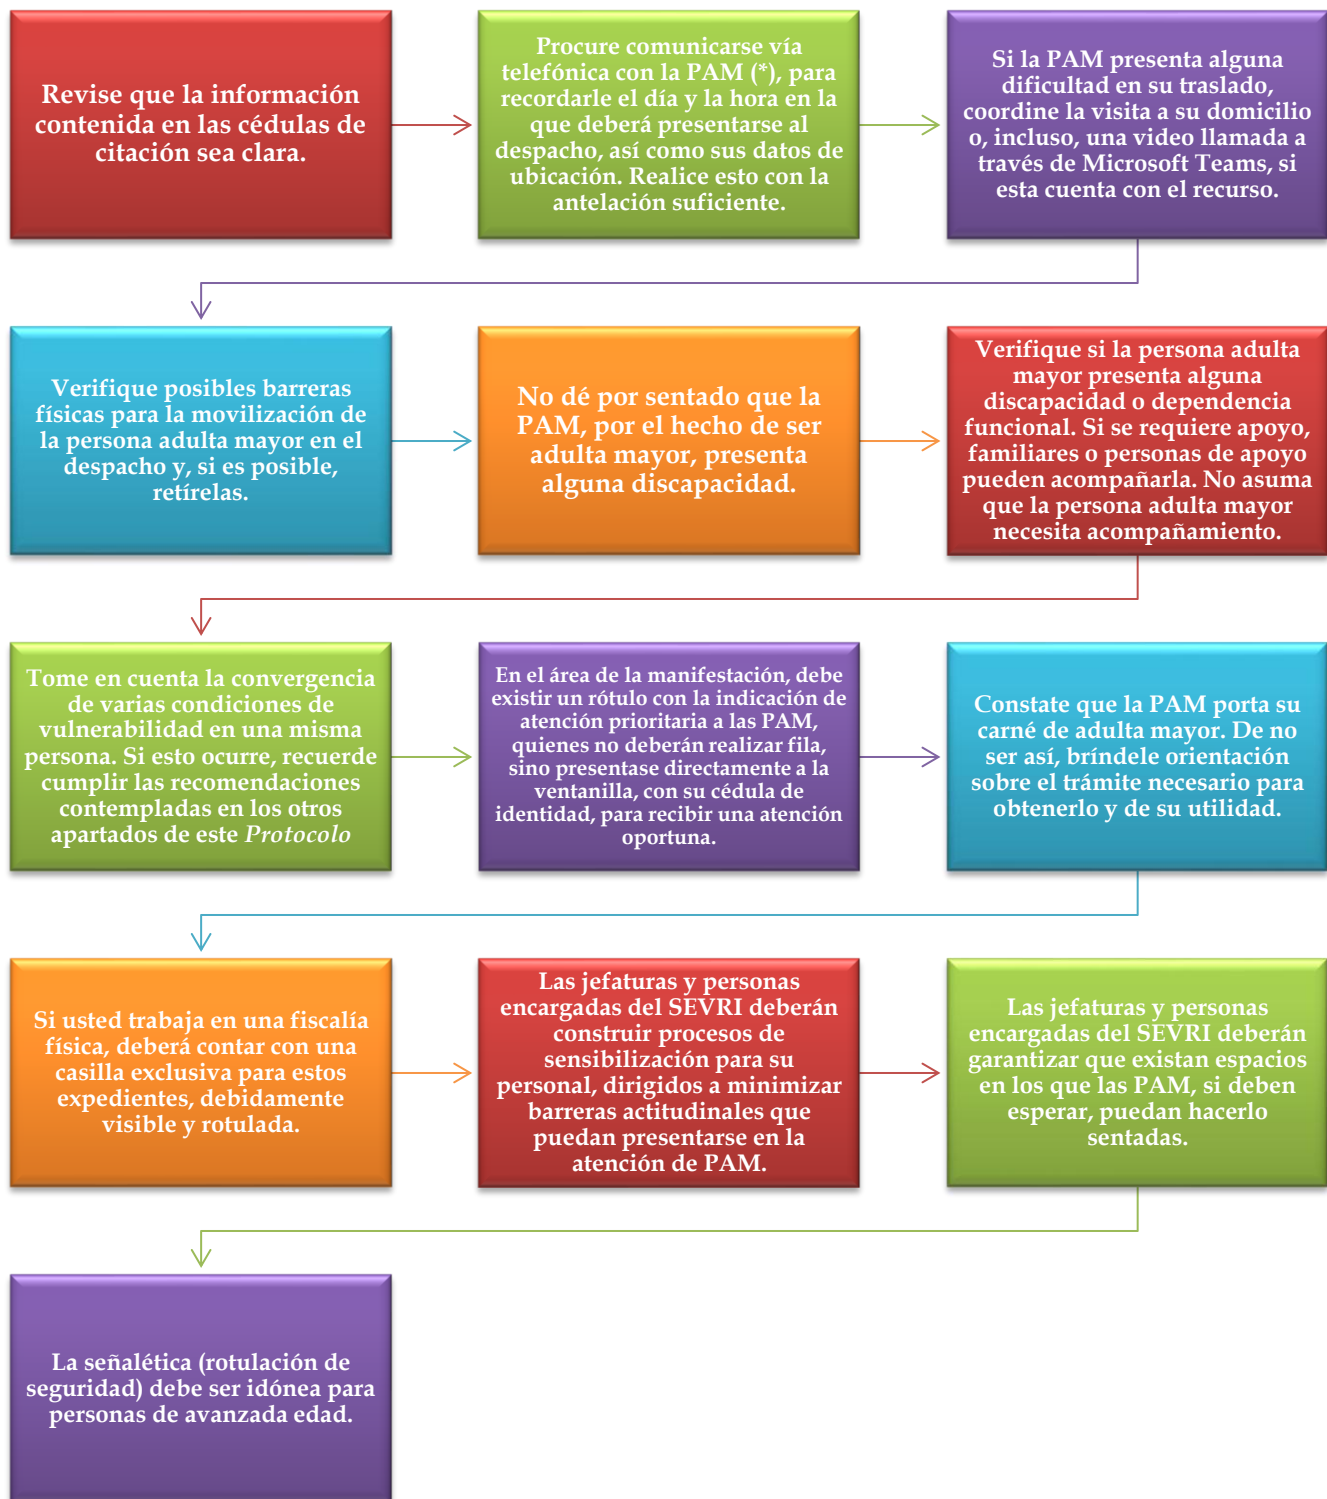 Revise que la información
contenida en las cédulas de
citación sea clara.
Procure comunicarse vía
telefónica con la PAM (*), para
recordarle el día y la hora en la
que deberá presentarse al
despacho, así como sus datos de
ubicación. Realice esto con la
antelación suficiente.
Si la PAM presenta alguna
dificultad en su traslado,
coordine la visita a su domicilio
o, incluso, una video llamada a
través de Microsoft Teams, si
esta cuenta con el recurso.
Verifique posibles barreras
físicas para la movilización de
la persona adulta mayor en el
despacho y, si es posible,
retírelas.
No dé por sentado que la
PAM, por el hecho de ser
adulta mayor, presenta
alguna discapacidad.
Verifique si la persona adulta
mayor presenta alguna
discapacidad o dependencia
funcional. Si se requiere apoyo,
familiares o personas de apoyo
pueden acompañarla. No asuma
que la persona adulta mayor
necesita acompañamiento.
Tome en cuenta la convergencia
de varias condiciones de
vulnerabilidad en una misma
persona. Si esto ocurre, recuerde
cumplir las recomendaciones
contempladas en los otros
apartados de este Protocolo
En el área de la manifestación, debe
existir un rótulo con la indicación de
atención prioritaria a las PAM,
quienes no deberán realizar fila,
sino presentase directamente a la
ventanilla, con su cédula de
identidad, para recibir una atención
oportuna.
Constate que la PAM porta su
carné de adulta mayor. De no
ser así, bríndele orientación
sobre el trámite necesario para
obtenerlo y de su utilidad.
Si usted trabaja en una fiscalía
física, deberá contar con una
casilla exclusiva para estos
expedientes, debidamente
visible y rotulada.
Las jefaturas y personas
encargadas del SEVRI deberán
construir procesos de
sensibilización para su
personal, dirigidos a minimizar
barreras actitudinales que
puedan presentarse en la
atención de PAM.
Las jefaturas y personas
encargadas del SEVRI deberán
garantizar que existan espacios
en los que las PAM, si deben
esperar, puedan hacerlo
sentadas.
La señalética (rotulación de
seguridad) debe ser idónea para
personas de avanzada edad.